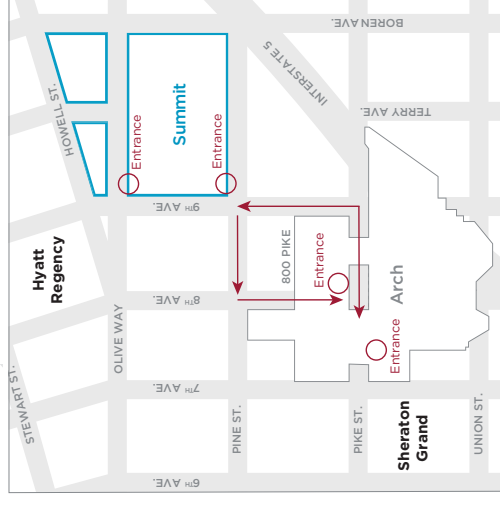 BOREN AVE.
INTERSTATE 5
TERRY AVE.
HOWELL ST.
Summit
Entrance
Entrance
9TH AVE.
Hyatt
Regency
800 PIKE
Entrance
Arch
8TH AVE.
OLIVE WAY
Entrance
7TH AVE.
STEWART ST.
PINE ST.
PIKE ST.
Sheraton
Grand
UNION ST.
6TH AVE.